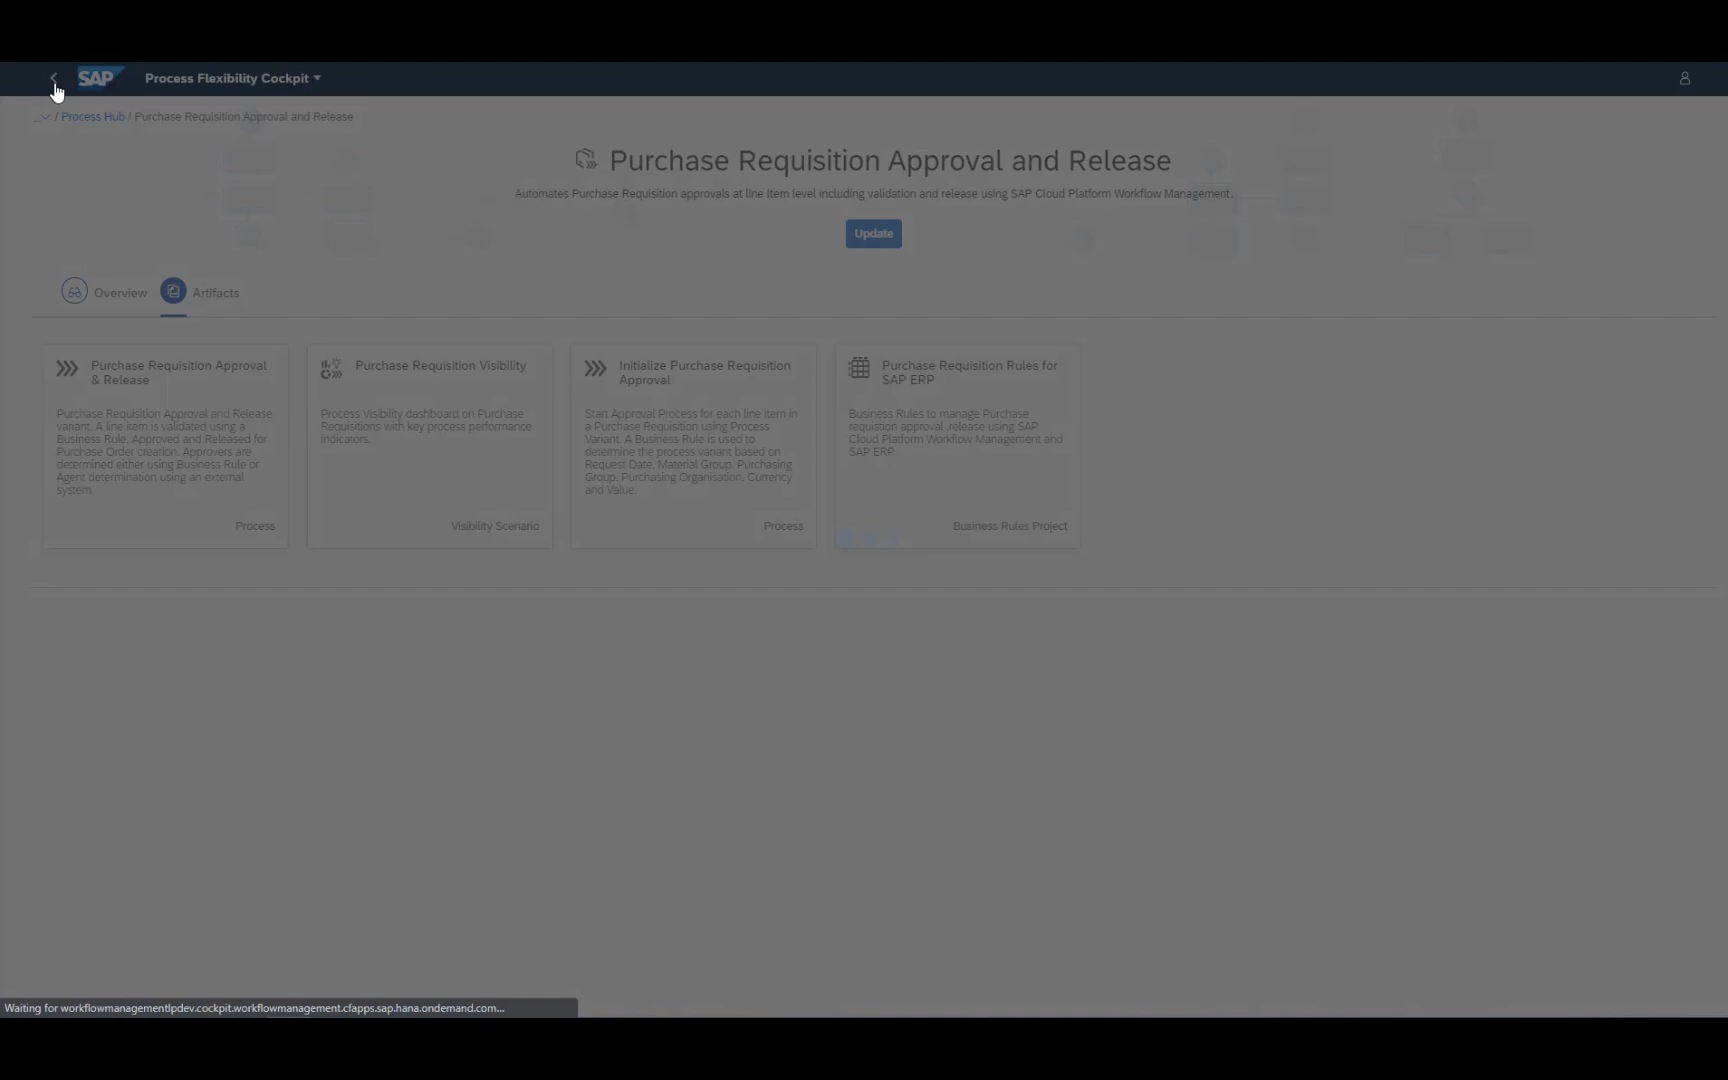 SAP Process Flexibility Cockpit
.. / Process Hub / Purchase Requisition Approval and Release
Purchase Requisition Approval and Release
Automates Purchase Requisition approvals at line Item level including validation and release using SAP Cloud Platform Workflow Management.
Update
Overview
Artifacts
Purchase Requisition Approval
& Release
Purchase Requisition Approval and Release
variant. A line item is validated using a
Business Rule, Approved and Released for
Purchase Order creation. Approvers are
determined either using Business Rule or
Agent determination using an external
system.
Process
Purchase Requisition Visibility
Process Visibility dashboard on Purchase
Requisitions with key process performance
indicators.
Visibility Scenario
Initialize Purchase Requisition
Approval
Start Approval Process for each line item in
a Purchase Requisition using Process
Variant. A Business Rule is used to
determine the process variant based on
Request Date, Material Group, Purchasing
Group, Purchasing Organisation, Currency
and Value.
Process
Purchase Requisition Rules for
SAP ERP
Business Rules to manage Purchase
requistion approval ,release using SAP
Cloud Platform Workflow Management and
SAP ERP
Business Rules Project
Waiting for workflowmanagementlpdev.cockpit.workflowmanagement.cfapps.sap.hana.ondemand.com...